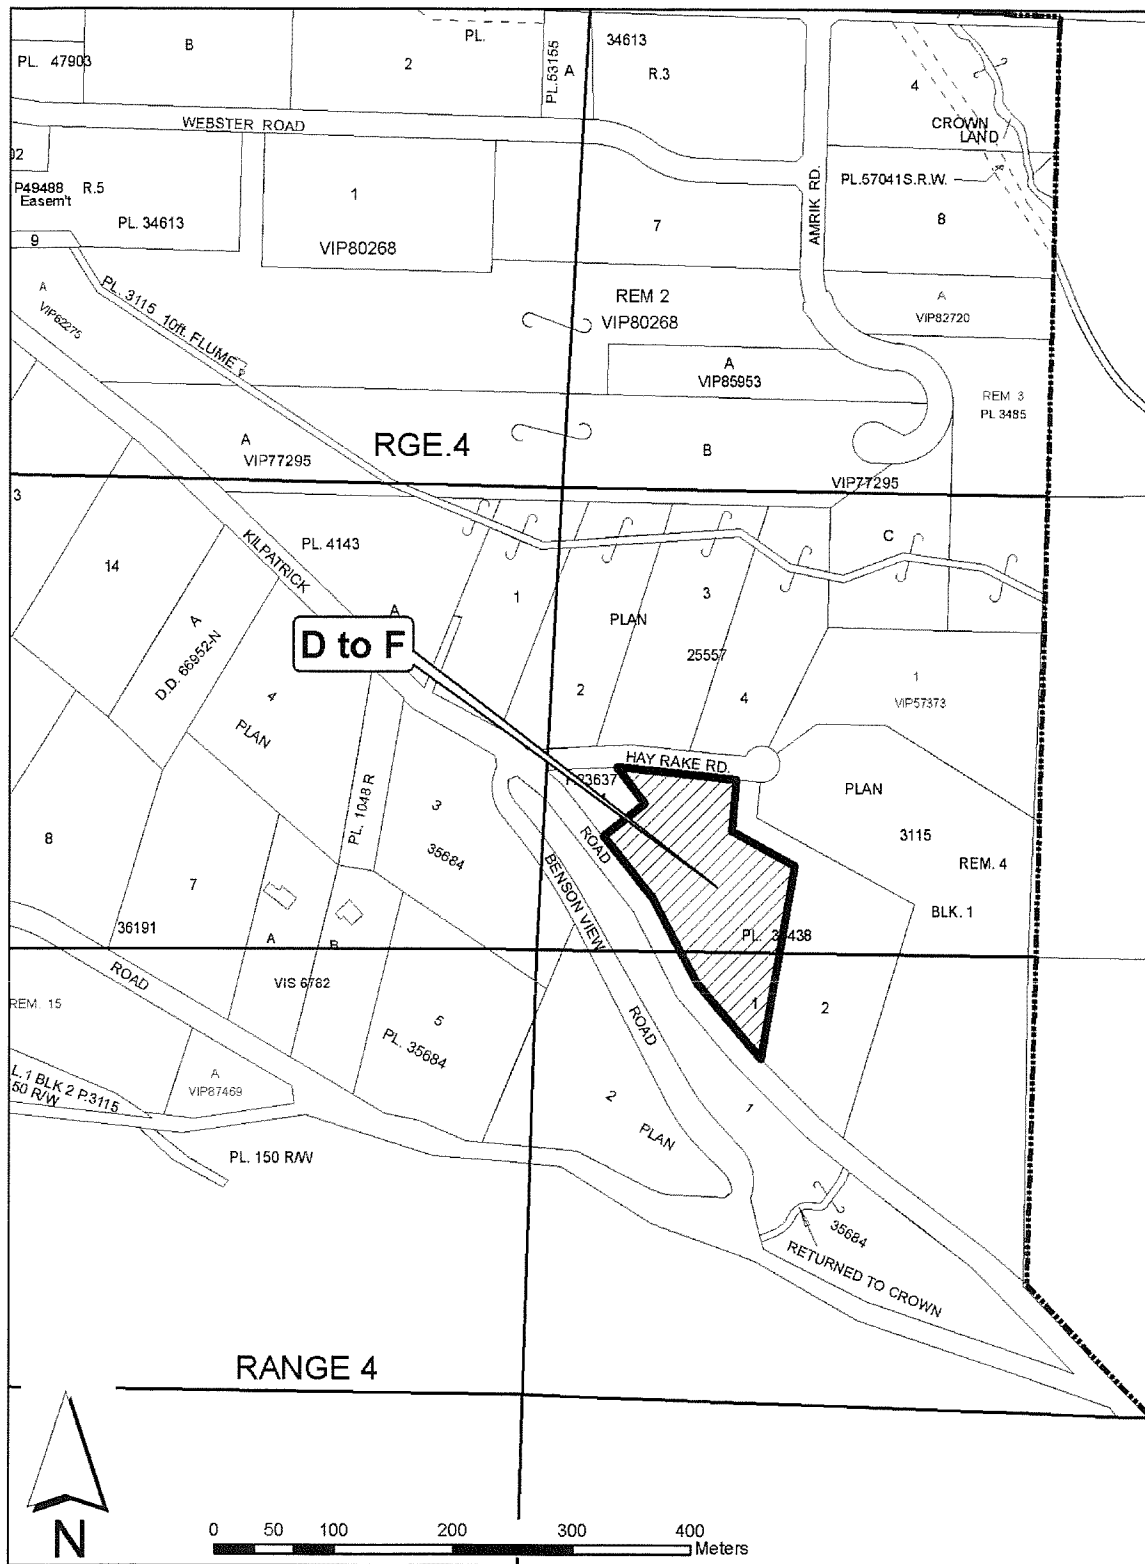 B
PL. 47903
2
PL.
PL.53155
A
34613
R.3
4
CROWN
LAND
WEBSTER ROAD
AMRIK RD.
PL.57041 S.R.W.
P49488 R.5
Easem't
PL. 34613
9
1
VIP80268
7
8
A
VIP62275
PL. 3115 10ft. FLUME
REM 2
VIP80268
A
VIP82720
A
VIP85953
REM 3
PL 3485
A
VIP77295
RGE.4
B
VIP77295
3
14
KILPATRICK
PL. 4143
A
D.D. 66952-N
A
1
PLAN
3
C
D to F
25557
2
4
1
VIP57373
4
PLAN
PL. 1048 R
HAY RAKE RD.
PLAN
3115
REM. 4
BLK. 1
3
35684
ROAD
BENSON VIEW
8
7
36191
A
B
VIS 6782
REM. 15
ROAD
1
2
5
PL. 35684
ROAD
A
VIP87469
L.1 BLK 2 P.3115
50 R/W
2
PLAN
1
PL. 150 R/W
35684
RETURNED TO CROWN
RANGE 4
N
0 50 100 200 300 400
Meters